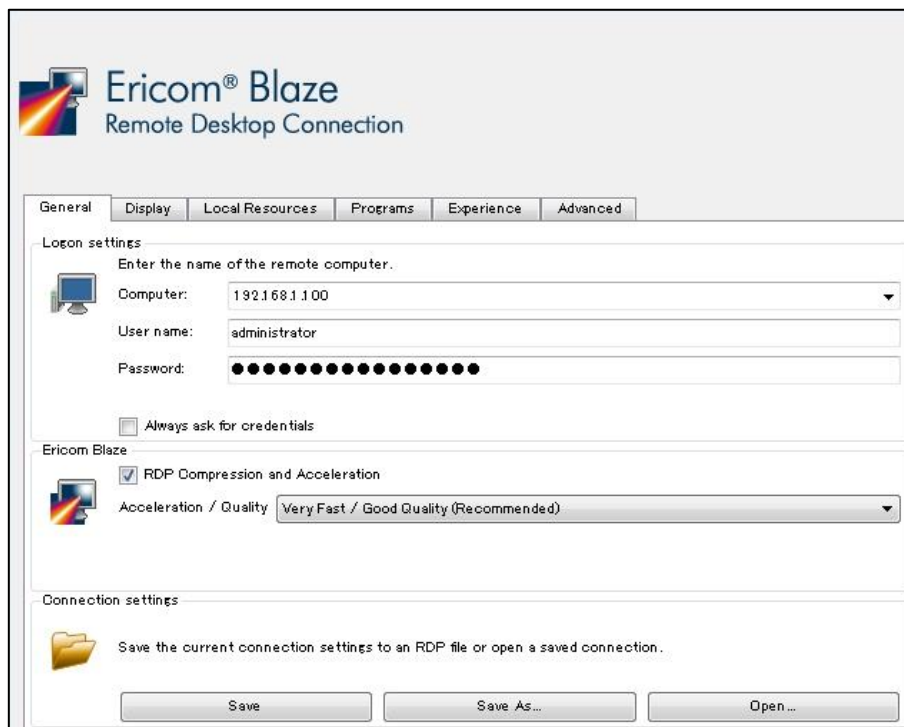 Ericom® Blaze
Remote Desktop Connection
General Display Local Resources Programs Experience Advanced
Logon settings
Enter the name of the remote computer.
Computer: 192.168.1.100
User name: administrator
Password: ●●●●●●●●●●●●●●●●
Always ask for credentials
Ericom Blaze
RDP Compression and Acceleration
Acceleration / Quality Very Fast / Good Quality (Recommended)
Connection settings
Save the current connection settings to an RDP file or open a saved connection.
Save Save As... Open...